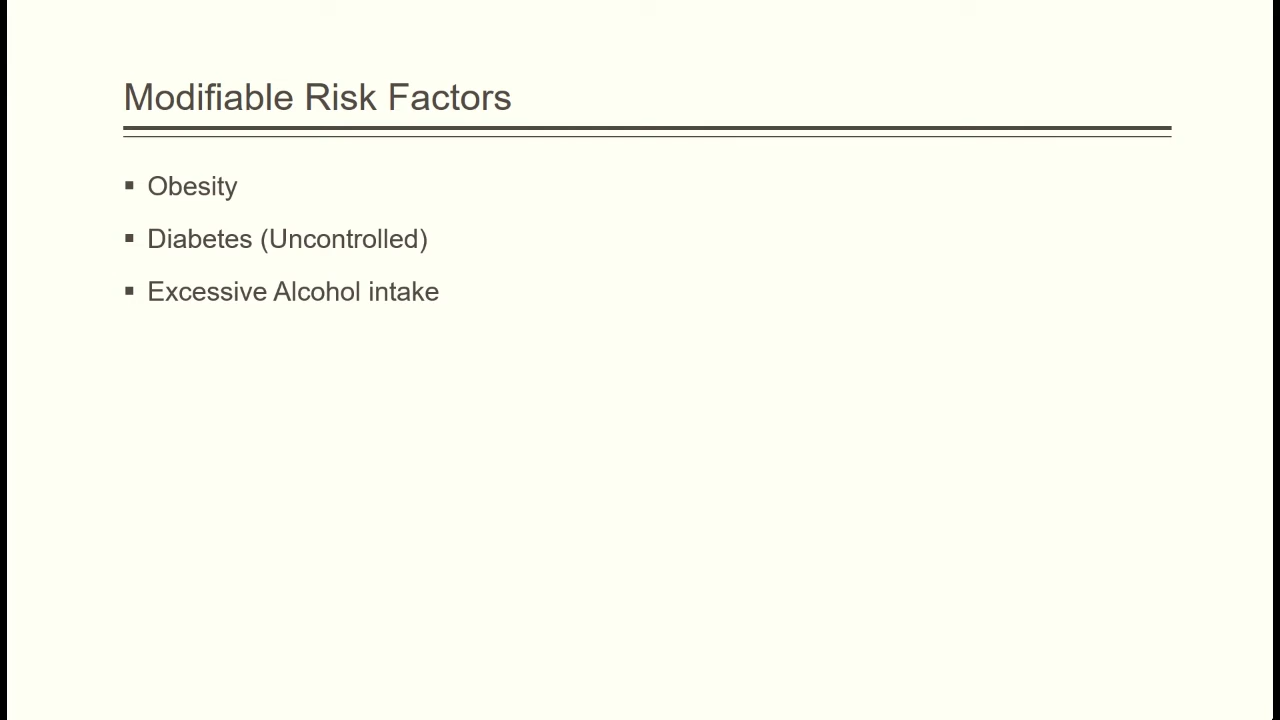 Modifiable Risk Factors
▪ Obesity
▪ Diabetes (Uncontrolled)
▪ Excessive Alcohol intake